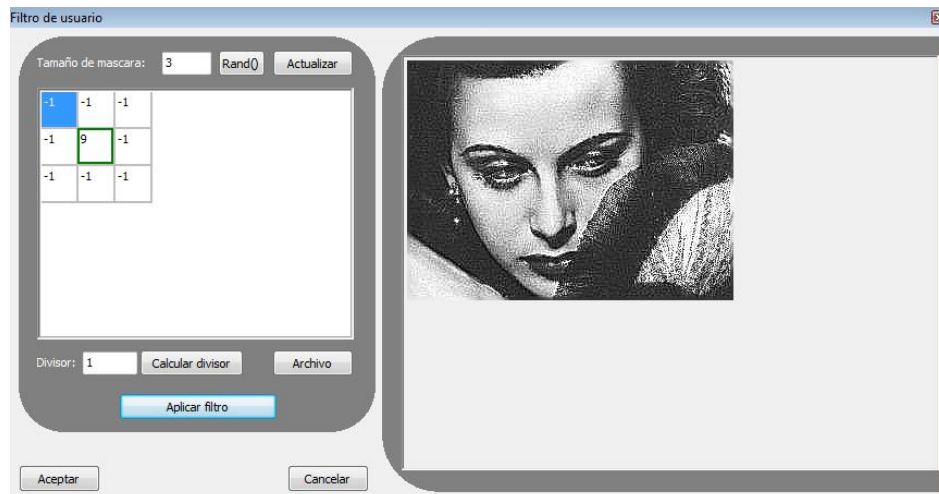 Filtro de usuario
Tamaño de mascara: 3 Rand() Actualizar
-1 -1 -1
-1 9 -1
-1 -1 -1
Divisor: 1 Calcular divisor Archivo
Aplicar filtro
Aceptar Cancelar